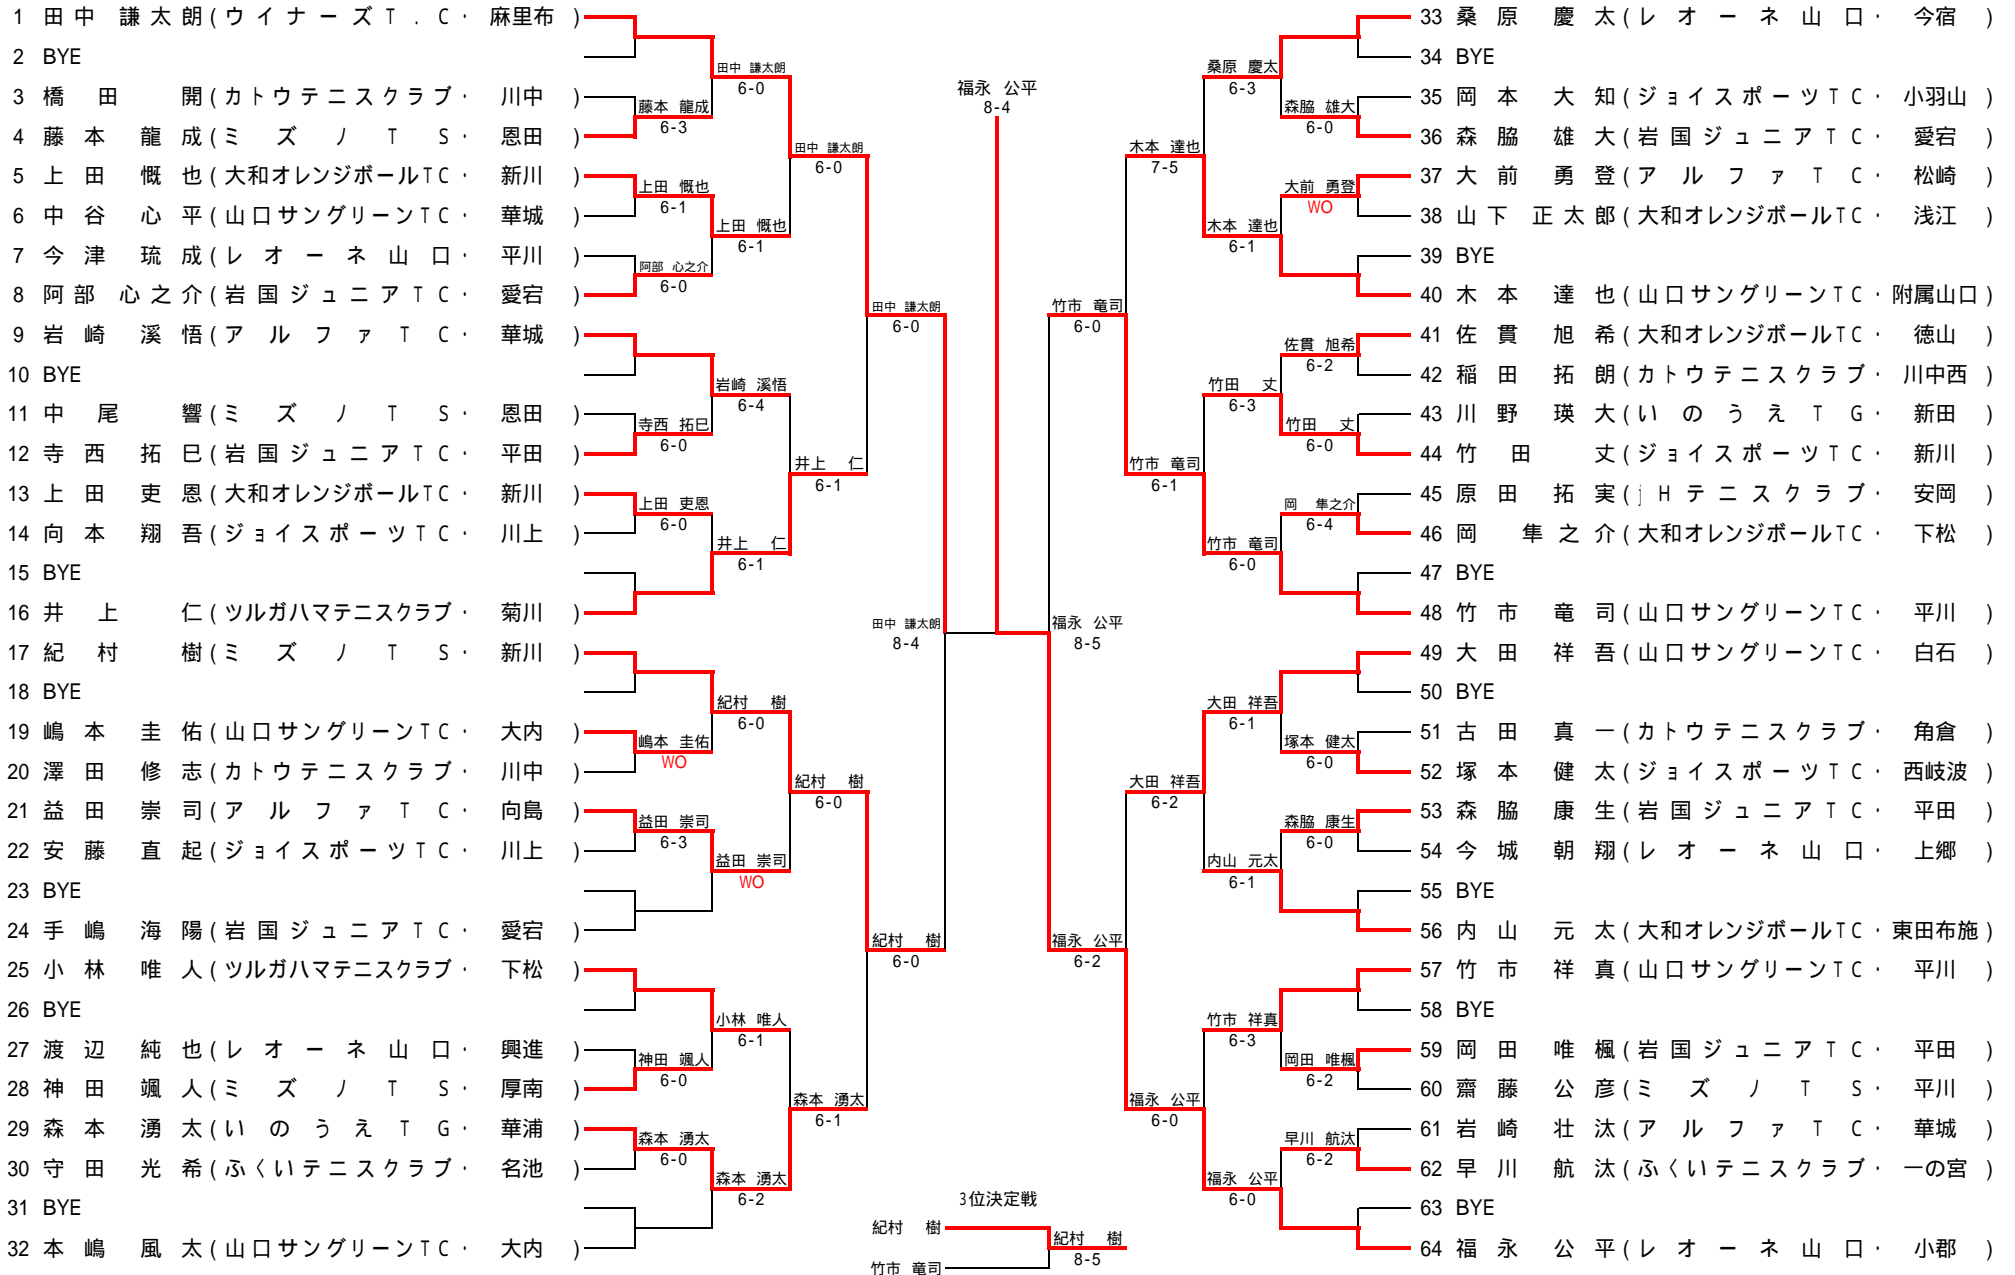 1 田中 謙太朗(ウイナーズT.C・ 麻里布 )
2 BYE
3 橋田 開(カトウテニスクラブ・ 川中 )
4 藤本 龍成(ミズノTS・ 恩田 )
5 上田 慨也(大和オレンジボールTC・ 新川 )
6 中谷 心平(山口サングリーンTC・ 華城 )
7 今津 琉成(レオーネ山口・ 平川 )
8 阿部 心之介(岩国ジュニアTC・ 愛宕 )
9 岩崎 溪悟(アルファTC・ 華城 )
10 BYE
11 中尾 響(ミズノTS・ 恩田 )
12 寺西 拓巳(岩国ジュニアTC・ 平田 )
13 上田 吏恩(大和オレンジボールTC・ 新川 )
14 向本 翔吾(ジョイスポーツTC・ 川上 )
15 BYE
16 井上 仁(ツルガハマテニスクラブ・ 菊川 )
17 紀村 樹(ミズノTS・ 新川 )
18 BYE
19 嶋本 圭佑(山口サングリーンTC・ 大内 )
20 澤田 修志(カトウテニスクラブ・ 川中 )
21 益田 崇司(アルファTC・ 向島 )
22 安藤 直起(ジョイスポーツTC・ 川上 )
23 BYE
24 手嶋 海陽(岩国ジュニアTC・ 愛宕 )
25 小林 唯人(ツルガハマテニスクラブ・ 下松 )
26 BYE
27 渡辺 純也(レオーネ山口・ 興進 )
28 神田 颯人(ミズノTS・ 厚南 )
29 森本 湧太(いのうえTG・ 華浦 )
30 守田 光希(ふくいテニスクラブ・ 名池 )
31 BYE
32 本嶋 風太(山口サングリーンTC・ 大内 )
藤本 龍成
6-3
上田 慨也
6-1
阿部 心之介
6-0
寺西 拓巳
6-0
上田 吏恩
6-0
嶋本 圭佑
WO
益田 崇司
6-3
神田 颯人
6-0
森本 湧太
6-0
田中 謙太朗
6-0
上田 慨也
6-1
岩崎 溪悟
6-4
井上 仁
6-1
紀村 樹
6-0
益田 崇司
WO
小林 唯人
6-1
森本 湧太
6-2
田中 謙太朗
6-0
井上 仁
6-1
紀村 樹
6-0
森本 湧太
6-1
田中 謙太朗
6-0
紀村 樹
6-0
田中 謙太朗
8-4
福永 公平
8-4
福永 公平
8-5
竹市 竜司
6-0
福永 公平
6-2
木本 達也
7-5
竹市 竜司
6-1
大田 祥吾
6-2
福永 公平
6-0
桑原 慶太
6-3
木本 達也
6-1
竹田 丈
6-3
竹市 竜司
6-0
大田 祥吾
6-1
内山 元太
6-1
竹市 祥真
6-3
福永 公平
6-0
森脇 雄大
6-0
大前 勇登
WO
佐貫 旭希
6-2
竹田 丈
6-0
岡 隼之介
6-4
塚本 健太
6-0
森脇 康生
6-0
岡田 唯楓
6-2
早川 航汰
6-2
33 桑原 慶太(レオーネ山口・ 今宿 )
34 BYE
35 岡本 大知(ジョイスポーツTC・ 小羽山 )
36 森脇 雄大(岩国ジュニアTC・ 愛宕 )
37 大前 勇登(アルファTC・ 松崎 )
38 山下 正太郎(大和オレンジボールTC・ 浅江 )
39 BYE
40 木本 達也(山口サングリーンTC・ 附属山口 )
41 佐貫 旭希(大和オレンジボールTC・ 徳山 )
42 稲田 拓朗(カトウテニスクラブ・ 川中西 )
43 川野 瑛大(いのうえTG・ 新田 )
44 竹田 丈(ジョイスポーツTC・ 新川 )
45 原田 拓実(jHテニスクラブ・ 安岡 )
46 岡 隼之介(大和オレンジボールTC・ 下松 )
47 BYE
48 竹市 竜司(山口サングリーンTC・ 平川 )
49 大田 祥吾(山口サングリーンTC・ 白石 )
50 BYE
51 古田 真一(カトウテニスクラブ・ 角倉 )
52 塚本 健太(ジョイスポーツTC・ 西岐波 )
53 森脇 康生(岩国ジュニアTC・ 平田 )
54 今城 朝翔(レオーネ山口・ 上郷 )
55 BYE
56 内山 元太(大和オレンジボールTC・ 東田布施 )
57 竹市 祥真(山口サングリーンTC・ 平川 )
58 BYE
59 岡田 唯楓(岩国ジュニアTC・ 平田 )
60 齋藤 公彦(ミズノTS・ 平川 )
61 岩崎 壮汰(アルファTC・ 華城 )
62 早川 航汰(ふくいテニスクラブ・ 一の宮 )
63 BYE
64 福永 公平(レオーネ山口・ 小郡 )
3位決定戦
紀村 樹
竹市 竜司
紀村 樹
8-5